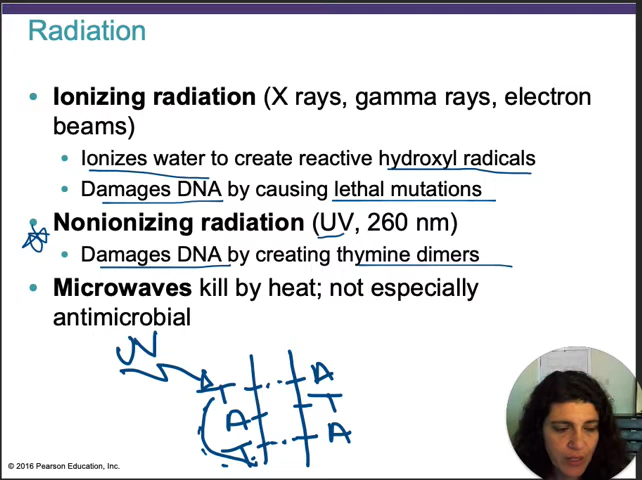 Radiation
• Ionizing radiation (X rays, gamma rays, electron
beams)
• Ionizes water to create reactive hydroxyl radicals
• Damages DNA by causing lethal mutations
• Nonionizing radiation (UV, 260 nm)
• Damages DNA by creating thymine dimers
• Microwaves kill by heat; not especially
antimicrobial
UV
T A
A T
T A
© 2016 Pearson Education, Inc.